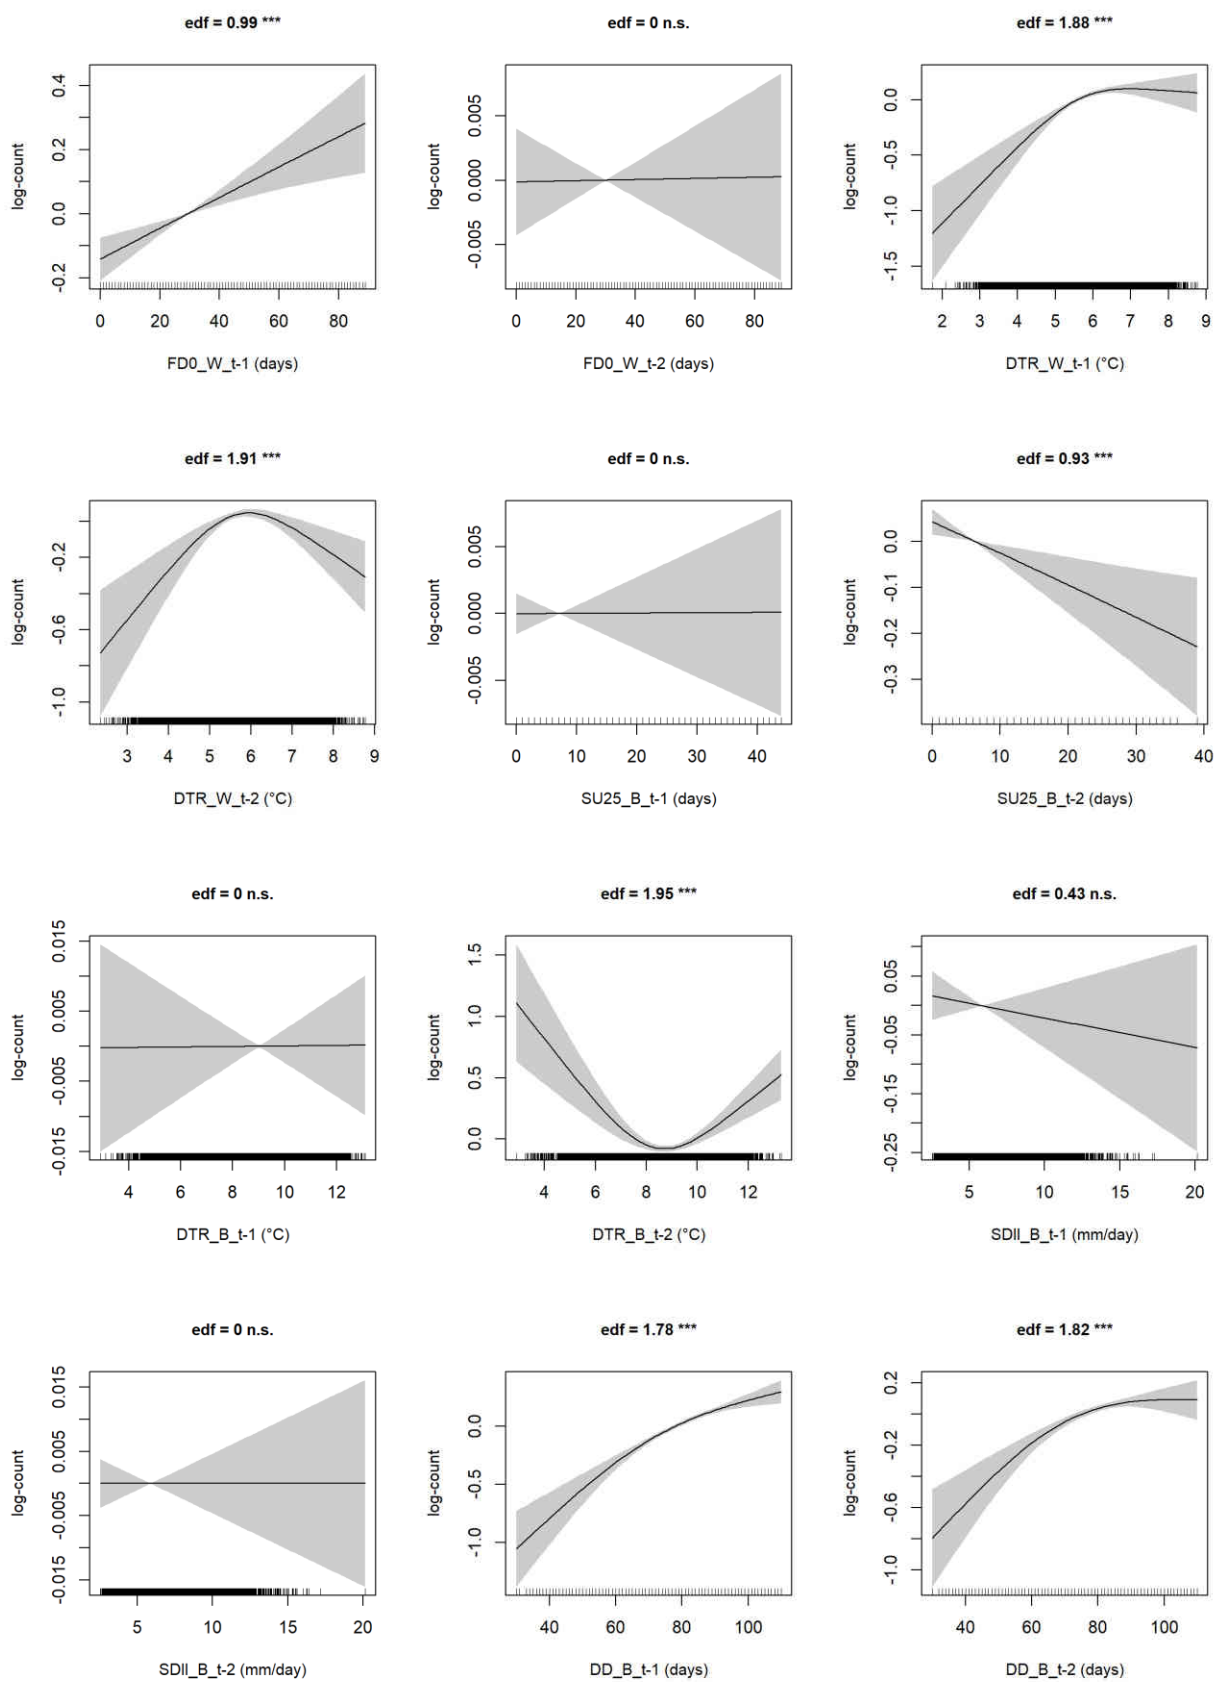 edf = 0.99 ***
edf = 0 n.s.
edf = 1.88 ***
log-count
0.4
0.2
0.0
-0.2
0 20 40 60 80
FD0_W_t-1 (days)
log-count
0.005
0.000
-0.005
0 20 40 60 80
FD0_W_t-2 (days)
log-count
0.0
-0.5
-1.0
-1.5
2 3 4 5 6 7 8 9
DTR_W_t-1 (°C)
edf = 1.91 ***
edf = 0 n.s.
edf = 0.93 ***
log-count
-0.2
-0.6
-1.0
3 4 5 6 7 8 9
DTR_W_t-2 (°C)
log-count
0.005
0.000
-0.005
0 10 20 30 40
SU25_B_t-1 (days)
log-count
0.0
-0.1
-0.2
-0.3
0 10 20 30 40
SU25_B_t-2 (days)
edf = 0 n.s.
edf = 1.95 ***
edf = 0.43 n.s.
log-count
0.015
0.005
-0.005
-0.015
4 6 8 10 12
DTR_B_t-1 (°C)
log-count
1.5
1.0
0.5
0.0
4 6 8 10 12
DTR_B_t-2 (°C)
log-count
0.05
-0.05
-0.15
-0.25
5 10 15 20
SDII_B_t-1 (mm/day)
edf = 0 n.s.
edf = 1.78 ***
edf = 1.82 ***
log-count
0.015
0.005
-0.005
-0.015
5 10 15 20
SDII_B_t-2 (mm/day)
log-count
0.0
-0.5
-1.0
40 60 80 100
DD_B_t-1 (days)
log-count
0.2
-0.2
-0.6
-1.0
40 60 80 100
DD_B_t-2 (days)